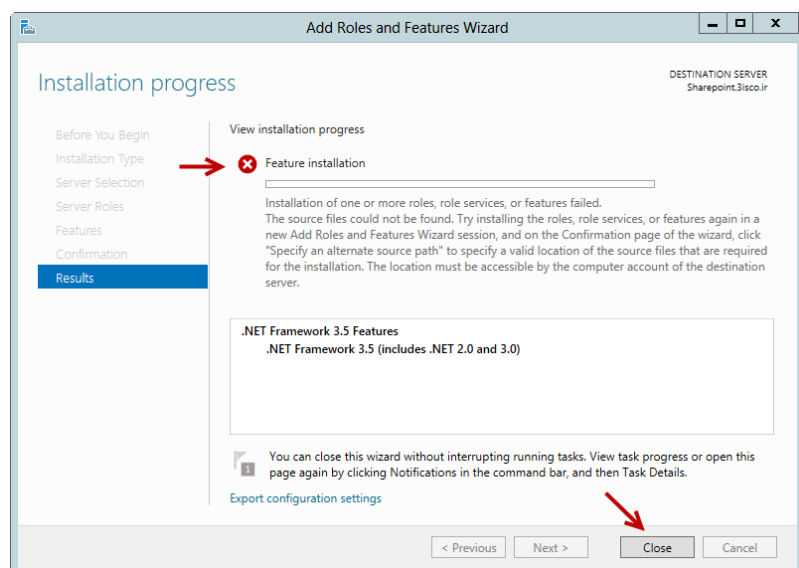 Add Roles and Features Wizard
Installation progress
DESTINATION SERVER
Sharepoint.3isco.ir
Before You Begin
Installation Type
Server Selection
Server Roles
Features
Confirmation
Results
View installation progress
Feature installation
Installation of one or more roles, role services, or features failed.
The source files could not be found. Try installing the roles, role services, or features again in a
new Add Roles and Features Wizard session, and on the Confirmation page of the wizard, click
"Specify an alternate source path" to specify a valid location of the source files that are required
for the installation. The location must be accessible by the computer account of the destination
server.
.NET Framework 3.5 Features
.NET Framework 3.5 (includes .NET 2.0 and 3.0)
1
You can close this wizard without interrupting running tasks. View task progress or open this
page again by clicking Notifications in the command bar, and then Task Details.
Export configuration settings
< Previous
Next >
Close
Cancel